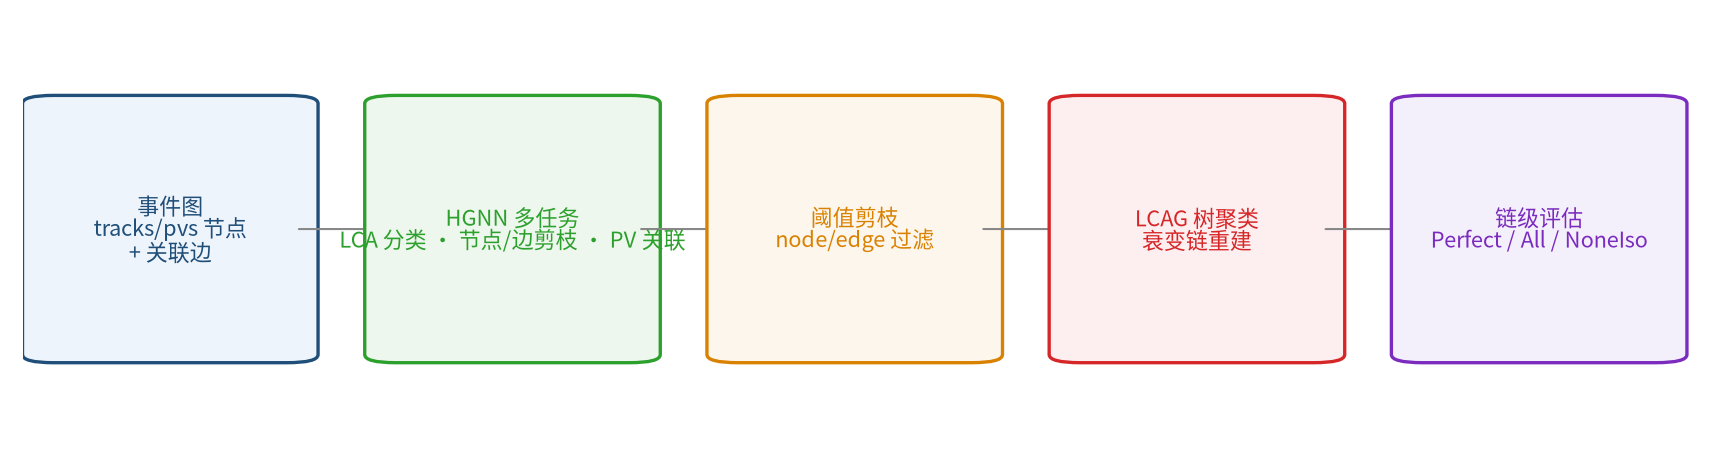 事件图
tracks/pvs 节点
+ 关联边
HGNN 多任务
LCA 分类 · 节点/边剪枝 · PV 关联
阈值剪枝
node/edge 过滤
LCAG 树聚类
衰变链重建
链级评估
Perfect / All / NoneIso